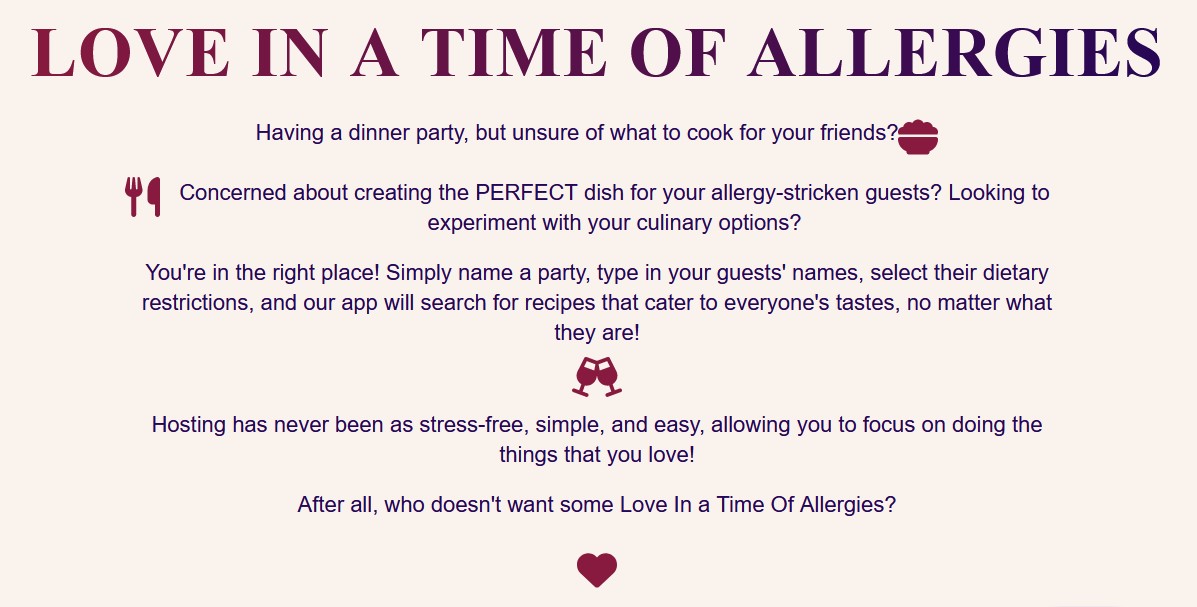 LOVE IN A TIME OF ALLERGIES
Having a dinner party, but unsure of what to cook for your friends?
Concerned about creating the PERFECT dish for your allergy-stricken guests? Looking to
experiment with your culinary options?
You're in the right place! Simply name a party, type in your guests' names, select their dietary
restrictions, and our app will search for recipes that cater to everyone's tastes, no matter what
they are!
Hosting has never been as stress-free, simple, and easy, allowing you to focus on doing the
things that you love!
After all, who doesn't want some Love In a Time Of Allergies?